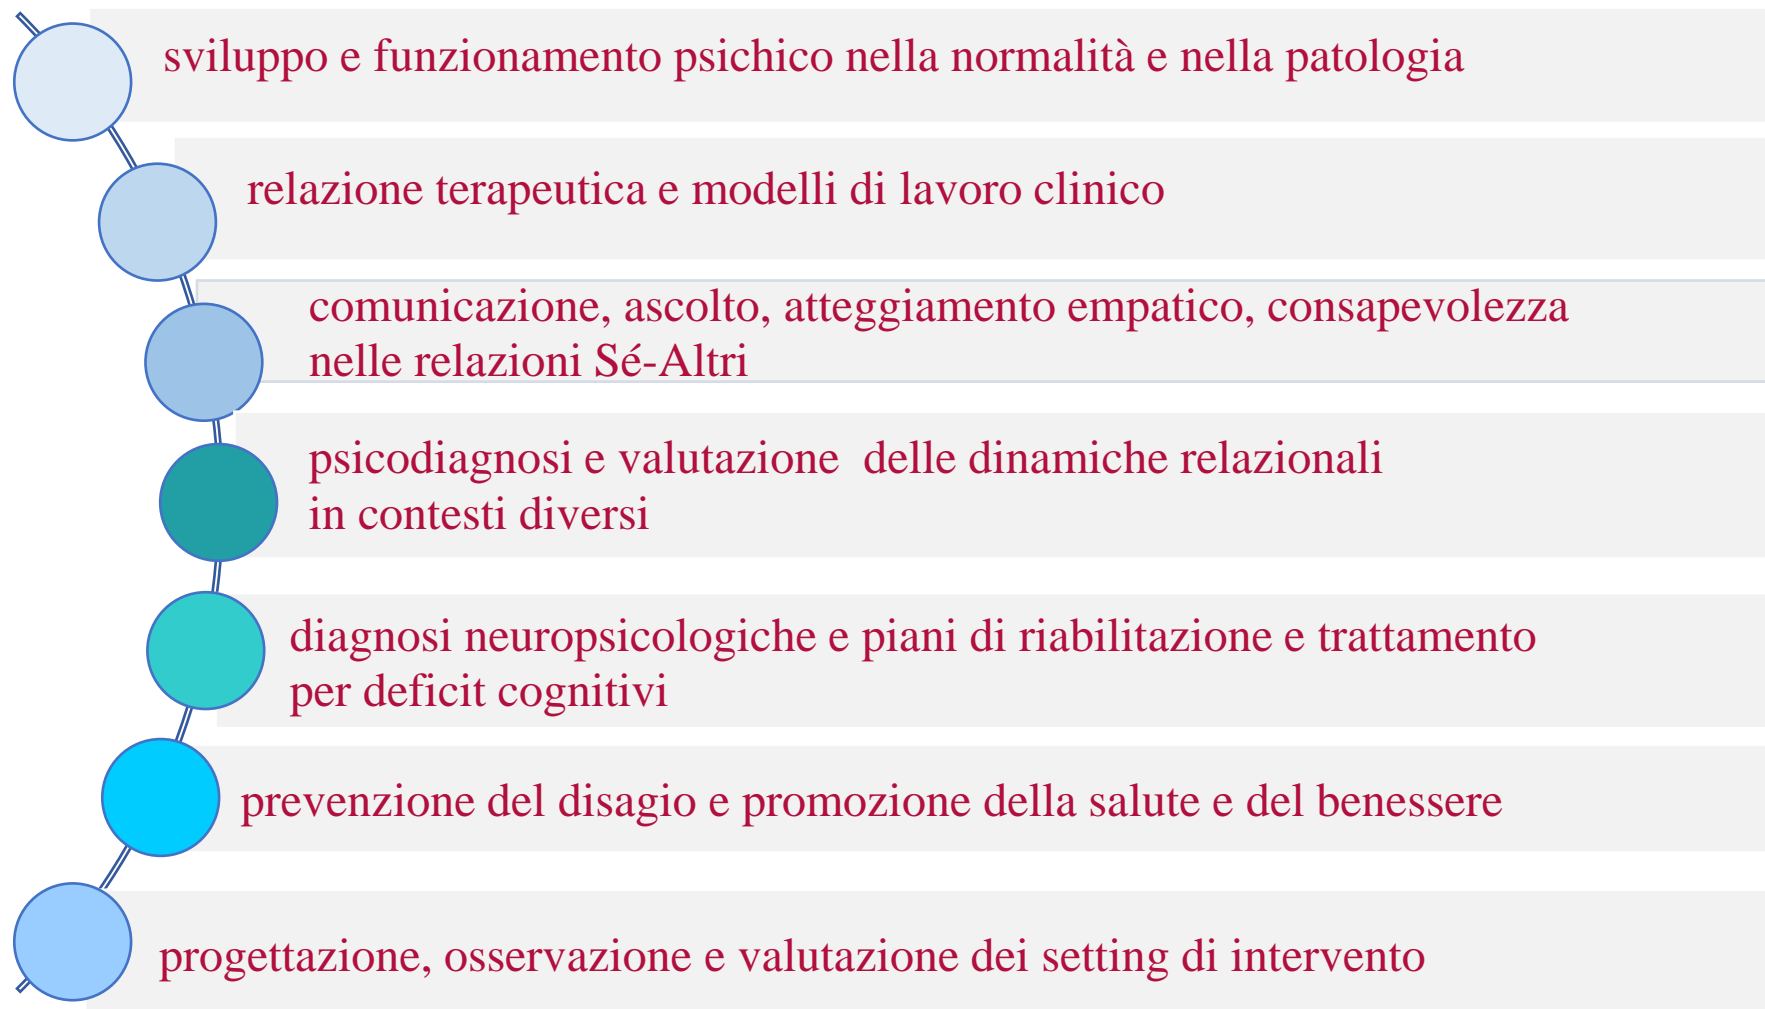 sviluppo e funzionamento psichico nella normalità e nella patologia
relazione terapeutica e modelli di lavoro clinico
comunicazione, ascolto, atteggiamento empatico, consapevolezza
nelle relazioni Sé-Altri
psicodiagnosi e valutazione  delle dinamiche relazionali
in contesti diversi
diagnosi neuropsicologiche e piani di riabilitazione e trattamento
per deficit cognitivi
prevenzione del disagio e promozione della salute e del benessere
progettazione, osservazione e valutazione dei setting di intervento